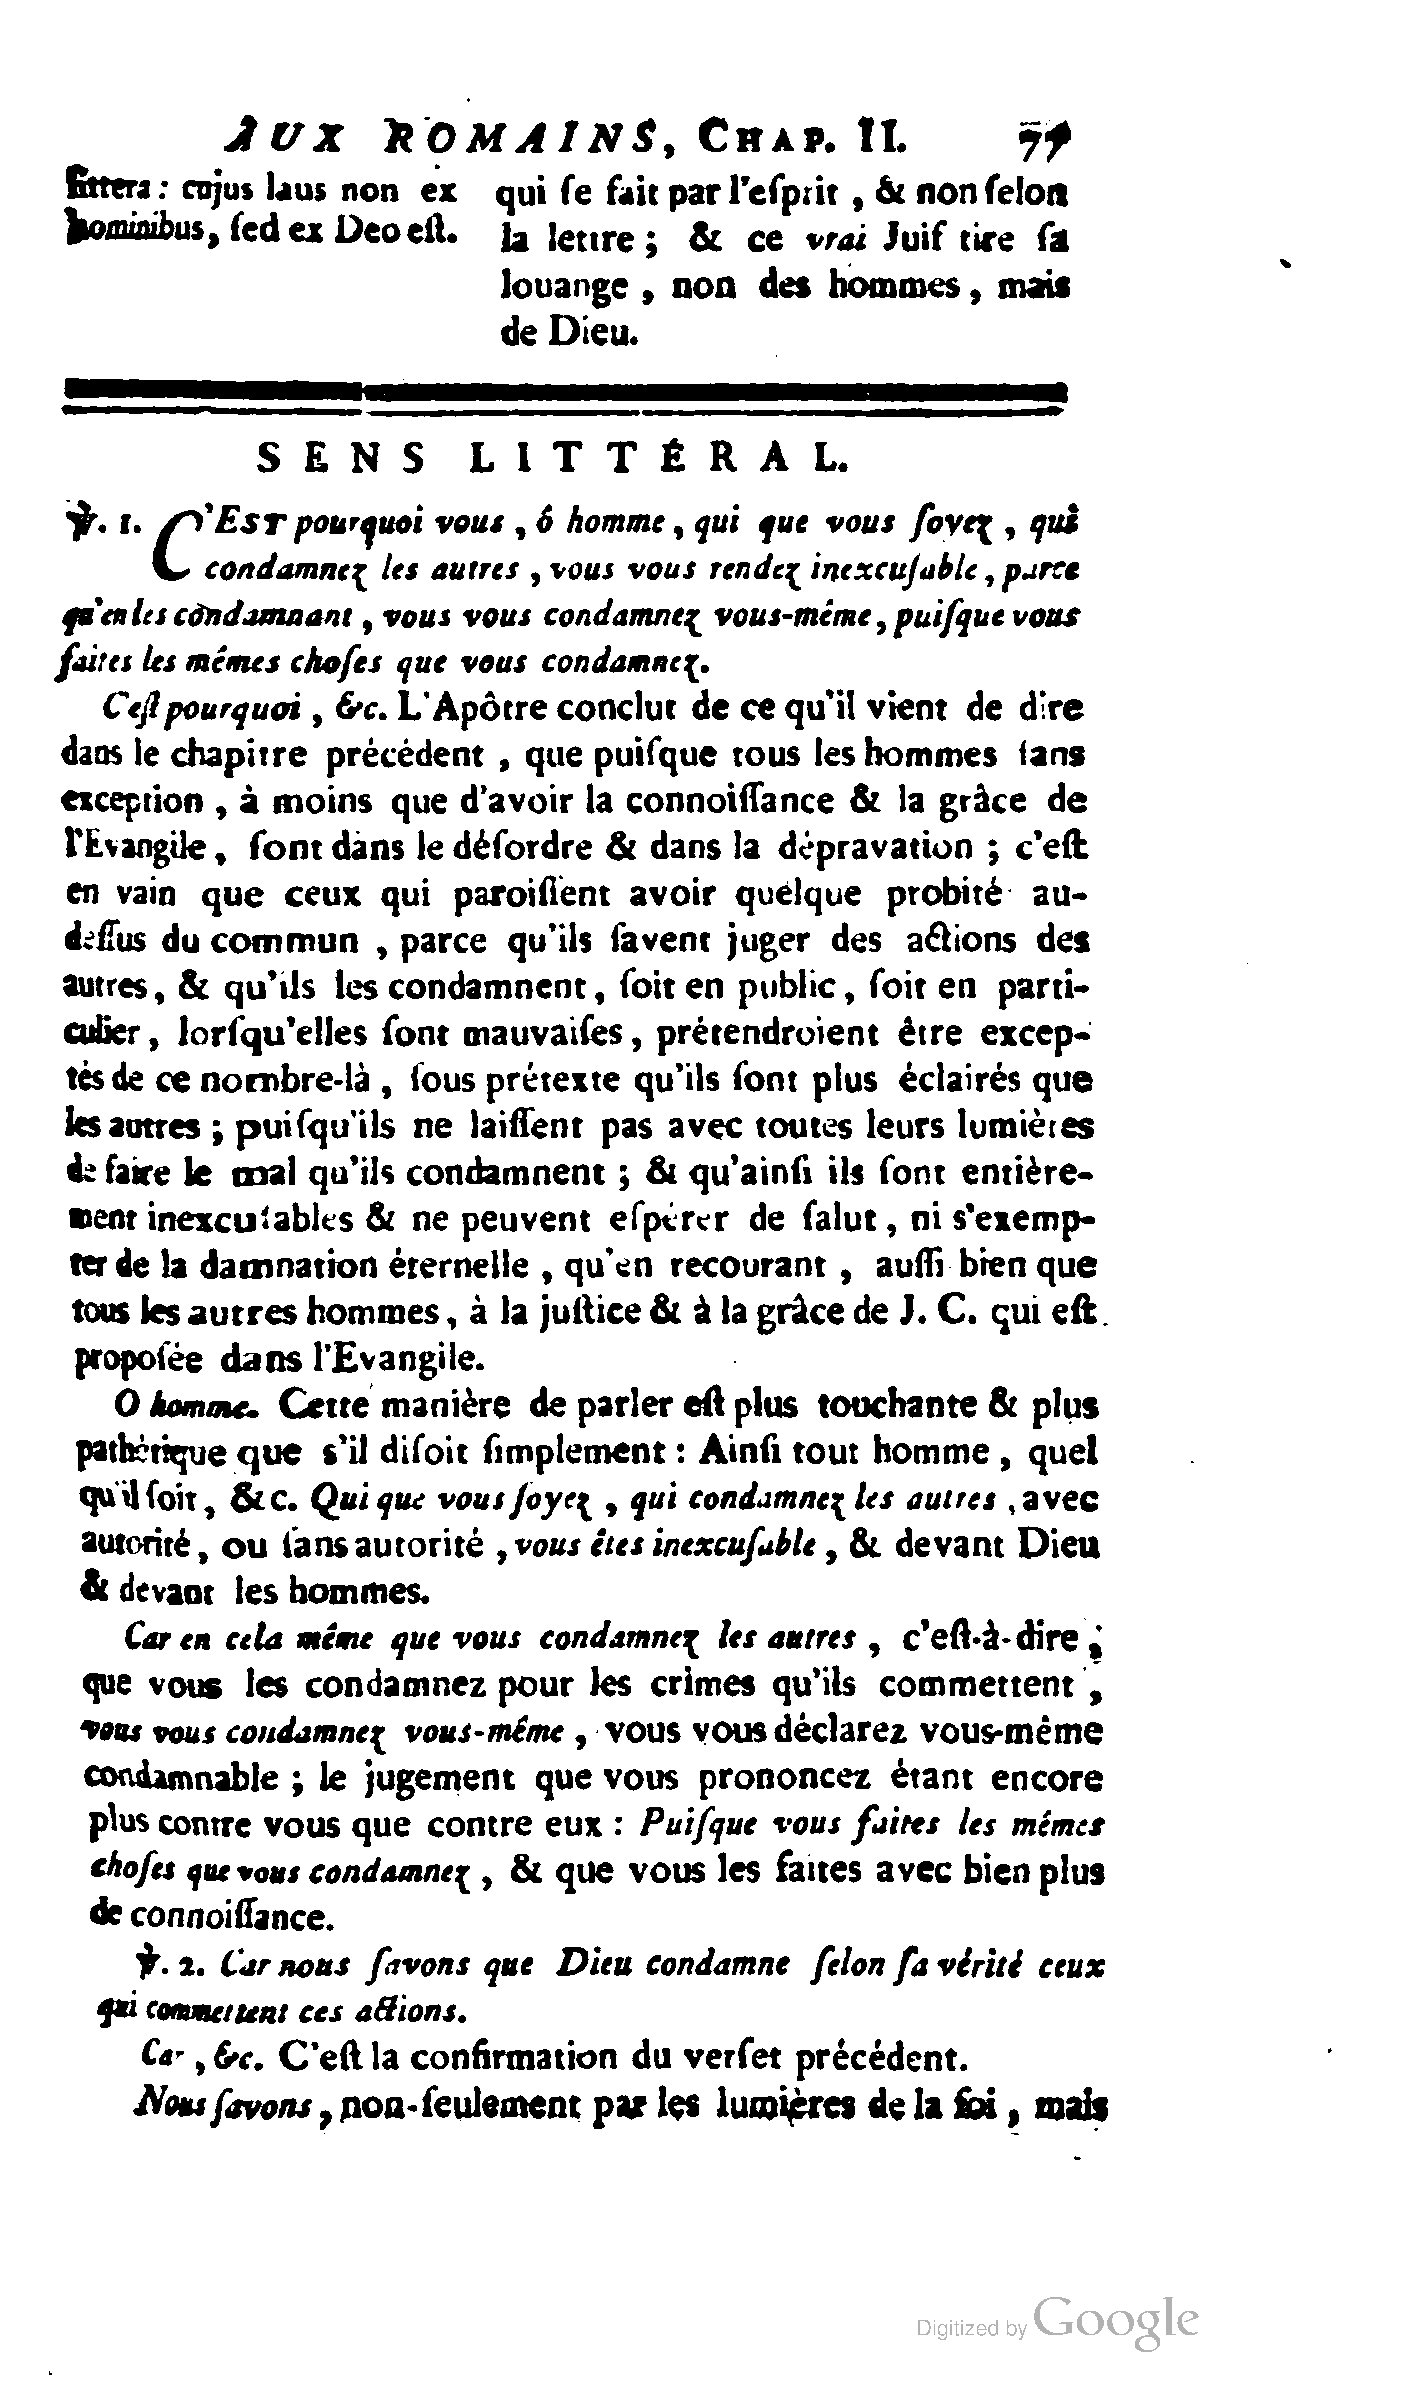 AUX ROMAINS, CHAP. II. 77
littera : cujus laus non ex
hominibus, ſed ex Deo eſt.
qui ſe fait par l'eſprit, & non ſelon
la lettre ; & ce vrai Juif tire ſa
louange, non des hommes, mais
de Dieu.
SENS LITTÉRAL.
℣. 1. C'EST pourquoi vous, ô homme, qui que vous ſoyez, qui
condamnez les autres, vous vous rendez inexcuſable, parce
qu'en les condamnant, vous vous condamnez vous-même, puiſque vous
faites les mêmes choſes que vous condamnez.
C'eſt pourquoi, &c. L'Apôtre conclut de ce qu'il vient de dire
dans le chapitre précédent, que puiſque tous les hommes ſans
exception, à moins que d'avoir la connoiſſance & la grâce de
l'Evangile, ſont dans le déſordre & dans la dépravation ; c'eſt
en vain que ceux qui paroiſſent avoir quelque probité au-
deſſus du commun, parce qu'ils ſavent juger des actions des
autres, & qu'ils les condamnent, ſoit en public, ſoit en parti-
culier, lorſqu'elles ſont mauvaiſes, prétendroient être excep-
tés de ce nombre-là, ſous prétexte qu'ils ſont plus éclairés que
les autres ; puiſqu'ils ne laiſſent pas avec toutes leurs lumières
de faire le mal qu'ils condamnent ; & qu'ainſi ils ſont entière-
ment inexcuſables & ne peuvent eſpérer de ſalut, ni s'exemp-
ter de la damnation éternelle, qu'en recourant, auſſi bien que
tous les autres hommes, à la juſtice & à la grâce de J. C. qui eſt
propoſée dans l'Evangile.
O homme. Cette manière de parler eſt plus touchante & plus
pathétique que s'il diſoit ſimplement : Ainſi tout homme, quel
qu'il ſoit, &c. Qui que vous ſoyez, qui condamnez les autres, avec
autorité, ou ſans autorité, vous êtes inexcuſable, & devant Dieu
& devant les hommes.
Car en cela même que vous condamnez les autres, c'eſt-à-dire,
que vous les condamnez pour les crimes qu'ils commettent,
vous vous condamnez vous-même, vous vous déclarez vous-même
condamnable ; le jugement que vous prononcez étant encore
plus contre vous que contre eux : Puiſque vous faites les mêmes
choſes que vous condamnez, & que vous les faites avec bien plus
de connoiſſance.
℣. 2. Car nous ſavons que Dieu condamne ſelon ſa vérité ceux
qui commettent ces actions.
Car, &c. C'eſt la confirmation du verſet précédent.
Nous ſavons, non-ſeulement par les lumières de la foi, mais
Digitized by Google